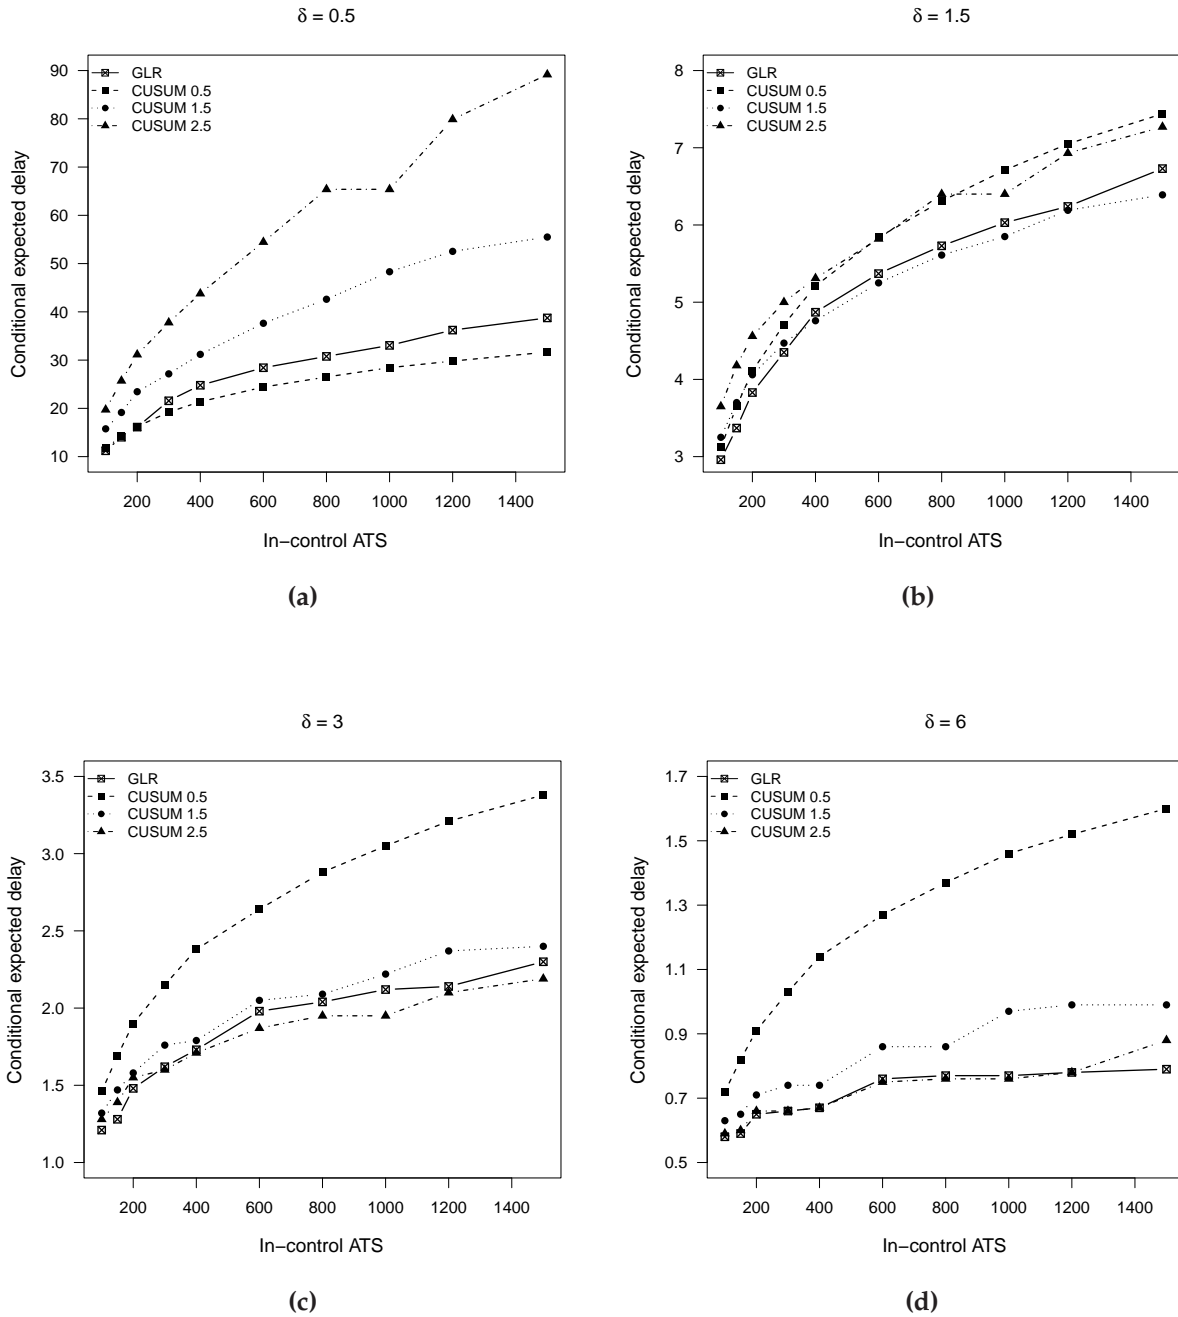 δ = 0.5
GLR
CUSUM 0.5
CUSUM 1.5
CUSUM 2.5
90
80
70
60
50
40
30
20
10
Conditional expected delay
200 400 600 800 1000 1200 1400
In−control ATS
(a)
δ = 1.5
GLR
CUSUM 0.5
CUSUM 1.5
CUSUM 2.5
8
7
6
5
4
3
Conditional expected delay
200 400 600 800 1000 1200 1400
In−control ATS
(b)
δ = 3
GLR
CUSUM 0.5
CUSUM 1.5
CUSUM 2.5
3.5
3.0
2.5
2.0
1.5
1.0
Conditional expected delay
200 400 600 800 1000 1200 1400
In−control ATS
(c)
δ = 6
GLR
CUSUM 0.5
CUSUM 1.5
CUSUM 2.5
1.7
1.5
1.3
1.1
0.9
0.7
0.5
Conditional expected delay
200 400 600 800 1000 1200 1400
In−control ATS
(d)